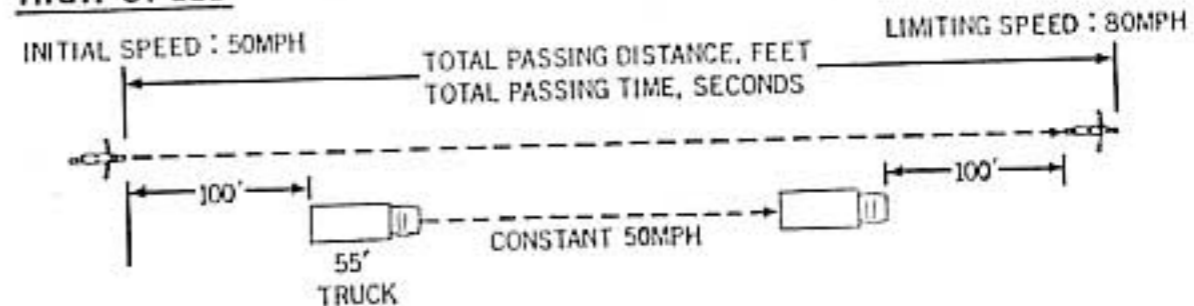 INITIAL SPEED : 50MPH
LIMITING SPEED : 80MPH
TOTAL PASSING DISTANCE, FEET
TOTAL PASSING TIME, SECONDS
100'
100'
CONSTANT 50MPH
55'
TRUCK